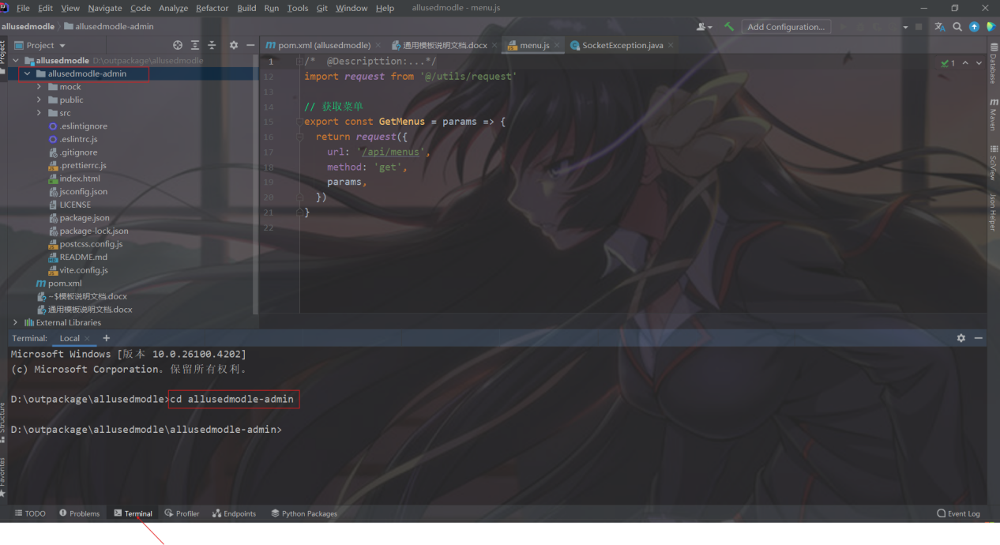 File Edit View Navigate Code Analyze Refactor Build Run Tools Git Window Help allusedmodle - menu.js
allusedmodle allusedmodle-admin Add Configuration...
Project
Project
pom.xml (allusedmodle) 通用模板说明文档.docx menu.js SocketException.java
allusedmodle D:\outpackage\allusedmodle
allusedmodle-admin
mock
public
src
.eslintignore
.eslintrc.js
.gitignore
.prettierrc.js
index.html
jsconfig.json
LICENSE
package.json
package-lock.json
postcss.config.js
README.md
vite.config.js
pom.xml
~$模板说明文档.docx
通用模板说明文档.docx
External Libraries
1 /* @Descripttion:...*/
12 import request from '@/utils/request'
13
14 // 获取菜单
15 export const GetMenus = params => {
16 return request({
17 url: '/api/menus',
18 method: 'get',
19 params,
20 })
21 }
22
1
Database
Maven
SciView
Json Helper
Terminal: Local
Microsoft Windows [版本 10.0.26100.4202]
(c) Microsoft Corporation。保留所有权利。
D:\outpackage\allusedmodle>cd allusedmodle-admin
D:\outpackage\allusedmodle\allusedmodle-admin>
Structure
Favorites
TODO Problems Terminal Profiler Endpoints Python Packages Event Log